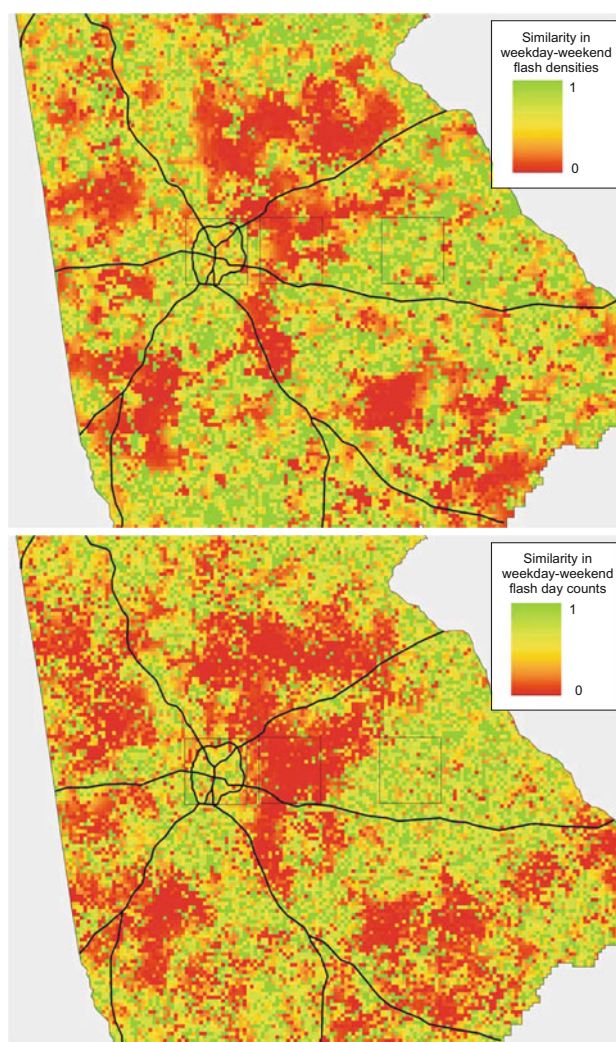 Similarity in
weekday-weekend
flash densities
1
0
Similarity in
weekday-weekend
flash day counts
1
0